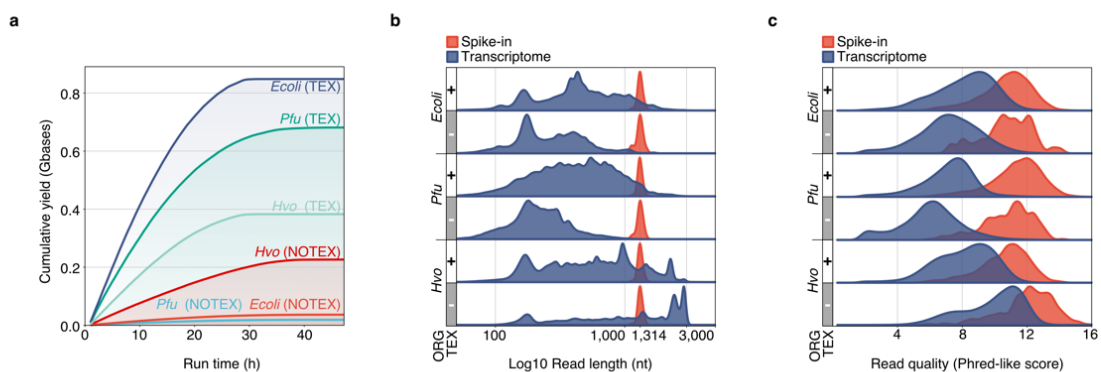 a
Cumulative yield (Gbases)
0.8
0.6
0.4
0.2
0.0
Ecoli (TEX)
Pfu (TEX)
Hvo (TEX)
Hvo (NOTEX)
Pfu (NOTEX) Ecoli (NOTEX)
0 10 20 30 40
Run time (h)
b
Spike-in
Transcriptome
Ecoli
+
-
Pfu
+
-
Hvo
+
-
ORG
TEX
100 1,000 1,314 3,000
Log10 Read length (nt)
c
Spike-in
Transcriptome
Ecoli
+
-
Pfu
+
-
Hvo
+
-
ORG
TEX
4 8 12 16
Read quality (Phred-like score)